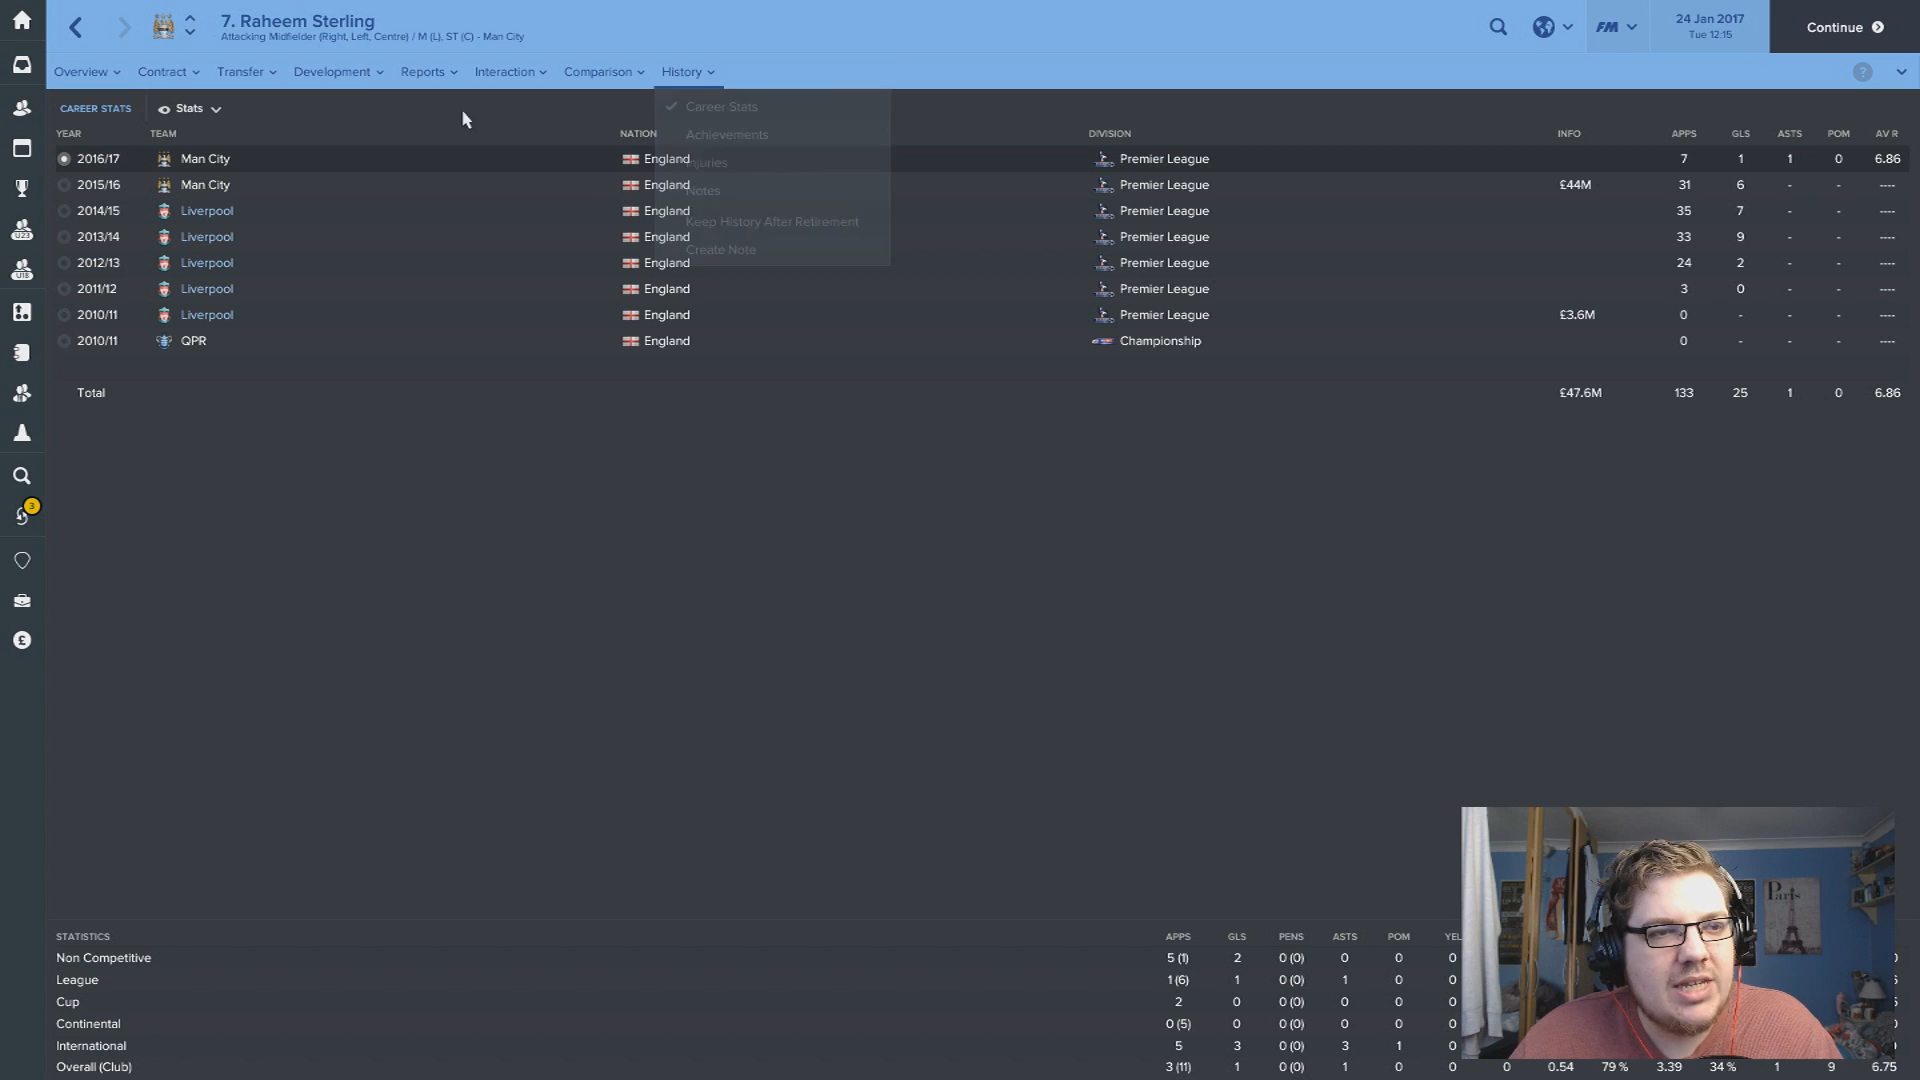 7. Raheem Sterling
Attacking Midfielder (Right, Left, Centre) / M (L), ST (C) - Man City
FM
24 Jan 2017
Tue 12:15
Continue
Overview Contract Transfer Development Reports Interaction Comparison History
?
CAREER STATS Stats
Career Stats
Achievements
Injuries
Notes
Keep History After Retirement
Create Note
YEAR TEAM NATION DIVISION INFO APPS GLS ASTS POM AV R
2016/17 Man City England Premier League 7 1 1 0 6.86
2015/16 Man City England Premier League £44M 31 6 - - ----
2014/15 Liverpool England Premier League 35 7 - - ----
2013/14 Liverpool England Premier League 33 9 - - ----
2012/13 Liverpool England Premier League 24 2 - - ----
2011/12 Liverpool England Premier League 3 0 - - ----
2010/11 Liverpool England Premier League £3.6M 0 - - - ----
2010/11 QPR England Championship 0 - - - ----
Total £47.6M 133 25 1 0 6.86
U23
U18
3
£
Paris
STATISTICS APPS GLS PENS ASTS POM YEL
Non Competitive 5 (1) 2 0 (0) 0 0 0
League 1 (6) 1 0 (0) 1 0 0
Cup 2 0 0 (0) 0 0 0
Continental 0 (5) 0 0 (0) 0 0 0
International 5 3 0 (0) 3 1 0
Overall (Club) 3 (11) 1 0 (0) 1 0 0 0 0.54 79 % 3.39 34 % 1 9 6.75